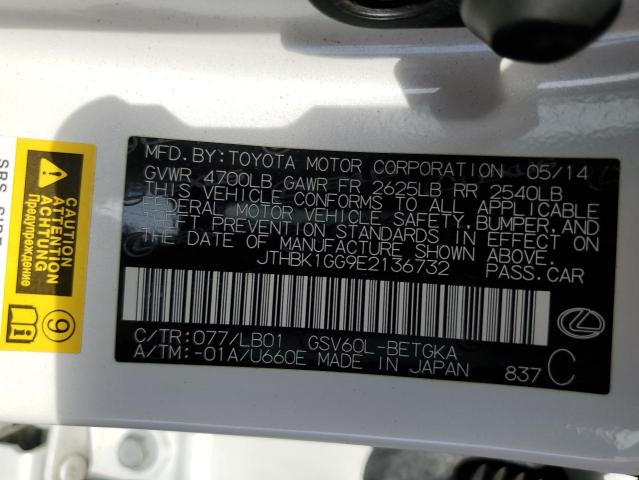 MFD. BY: TOYOTA MOTOR CORPORATION 05/14
GVWR 4700LB GAWR FR 2625LB RR 2540LB
THIS VEHICLE CONFORMS TO ALL APPLICABLE
FEDERAL MOTOR VEHICLE SAFETY, BUMPER, AND
THEFT PREVENTION STANDARDS IN EFFECT ON
THE DATE OF MANUFACTURE SHOWN ABOVE.
JTHBK1GG9E2136732 PASS. CAR
C/TR: 077/LB01 GSV60L-BETGKA
A/TM: -01A/U660E MADE IN JAPAN
837 C
CAUTION
ATTENTION
ACHTUNG
Предупреждение
9
SRS SIDE